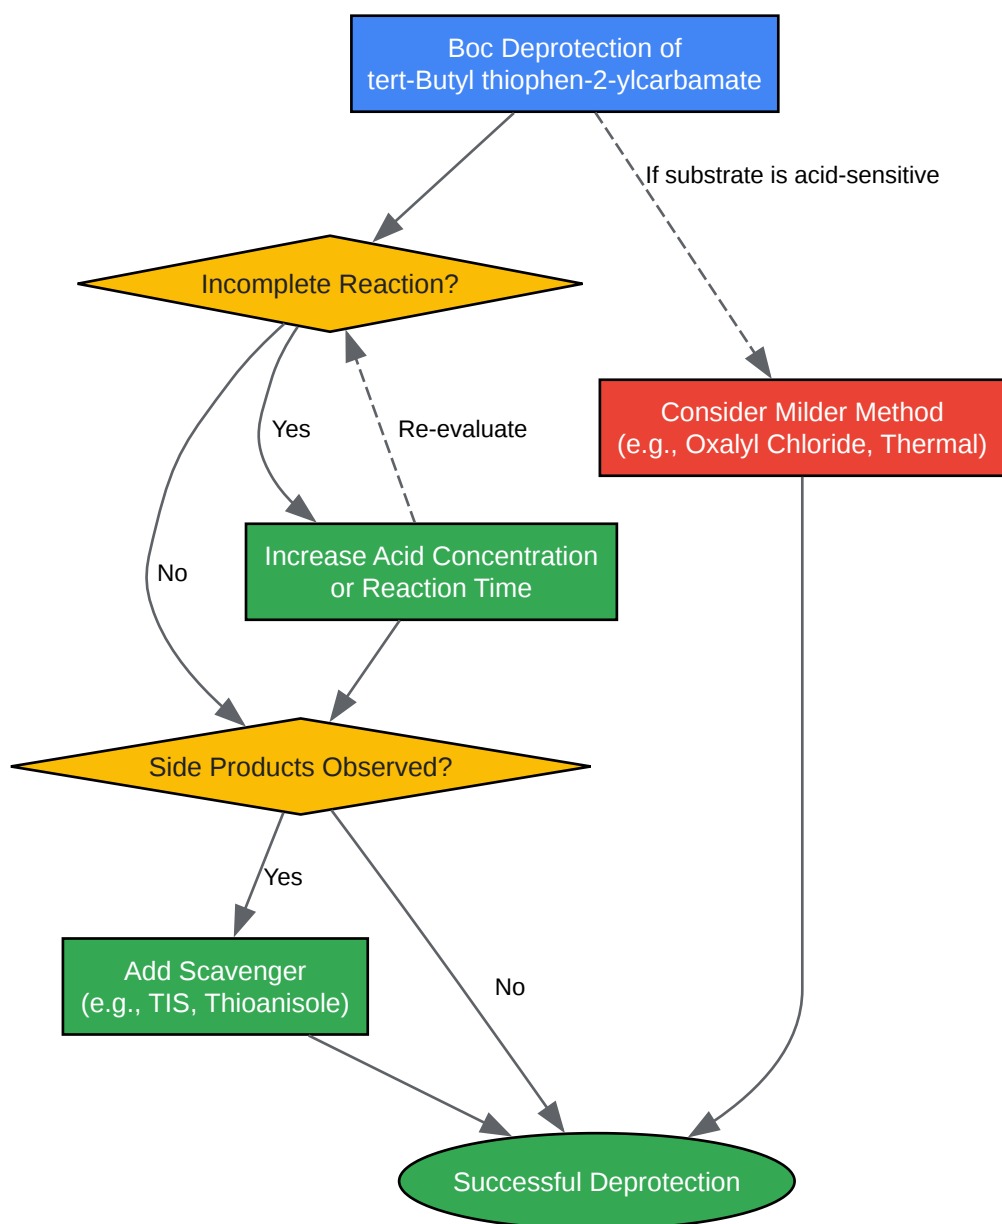 Boc Deprotection of
tert-Butyl thiophen-2-ylcarbamate
If substrate is acid-sensitive
Incomplete Reaction?
Consider Milder Method
(e.g., Oxalyl Chloride, Thermal)
Yes
Re-evaluate
Increase Acid Concentration
or Reaction Time
No
Side Products Observed?
Yes
Add Scavenger
(e.g., TIS, Thioanisole)
No
Successful Deprotection